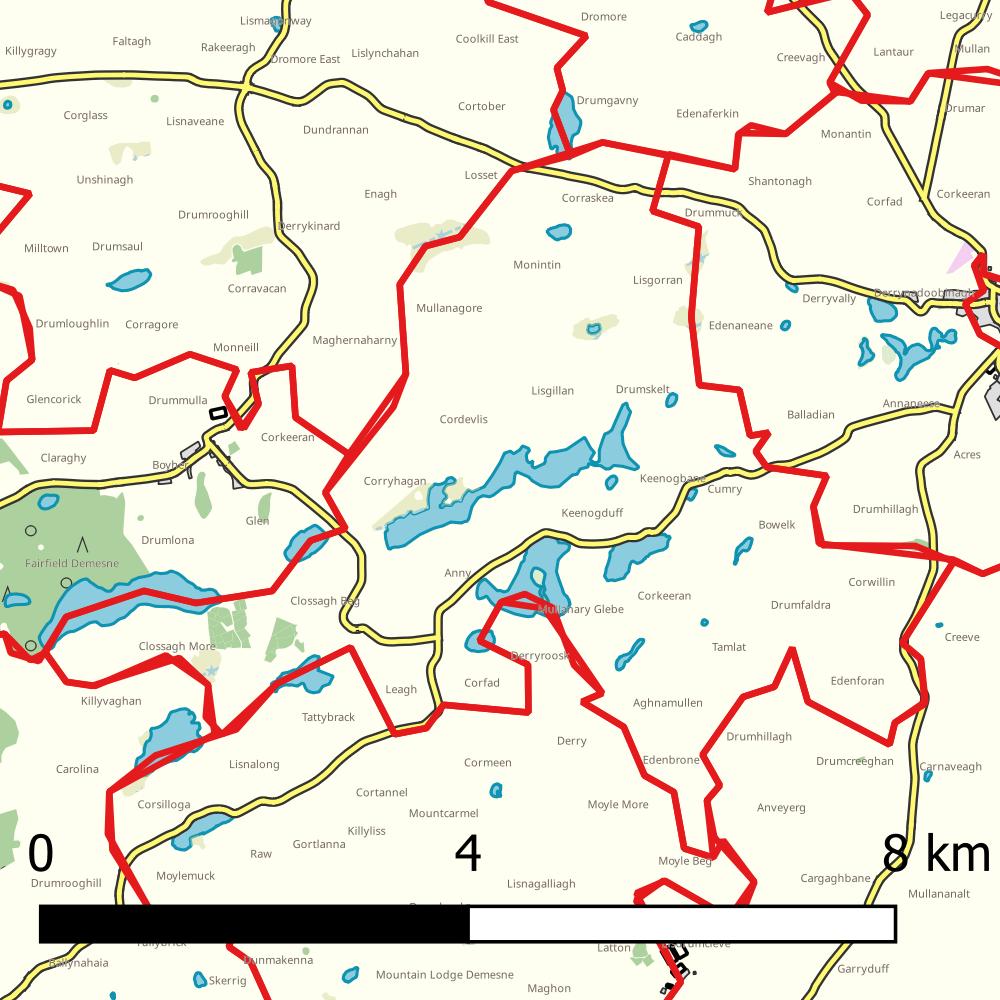 Dromore
Lismagonway
Legacurry
Caddagh
Coolkill East
Faltagh
Rakeeragh
Killygragy
Mullan
Lislynchahan
Lantaur
Dromore East
Creevagh
Drumgavny
Cortober
Drumar
Edenaferkin
Corglass
Lisnaveane
Dundrannan
Monantin
Losset
Unshinagh
Shantonagh
Enagh
Corraskea
Corkeeran
Corfad
Drumrooghill
Drummuck
Derrykinard
Milltown
Drumsaul
Monintin
Lisgorran
Corravacan
Derryvally
Mullanagore
Drumloughlin
Corragore
Edenaneane
Maghernaharny
Monneill
Lisgillan
Drumskelt
Glencorick
Drummulla
Annaneese
Balladian
Cordevlis
Corkeeran
Acres
Claraghy
Boyher
Corryhagan
Keenogbane
Cumry
Drumhillagh
Keenogduff
Glen
Bowelk
Drumlona
Fairfield Demesne
Anny
Corwillin
Corkeeran
Clossagh Beg
Drumfaldra
Mullanary Glebe
Creeve
Clossagh More
Tamlat
Derryroosk
Edenforan
Corfad
Leagh
Killyvaghan
Aghnamullen
Tattybrack
Derry
Drumhillagh
Edenbrone
Drumcreeghan
Cormeen
Lisnalong
Carnaveagh
Carolina
Cortannel
Corsilloga
Moyle More
Anveyerg
Mountcarmel
Killyliss
Gortlanna
Raw
0 4 8 km
Moyle Beg
Moylemuck
Cargaghbane
Drumrooghill
Lisnagalliagh
Mullananalt
Latton
Dunmakenna
Ballynahaia
Garryduff
Mountain Lodge Demesne
Skerrig
Maghon